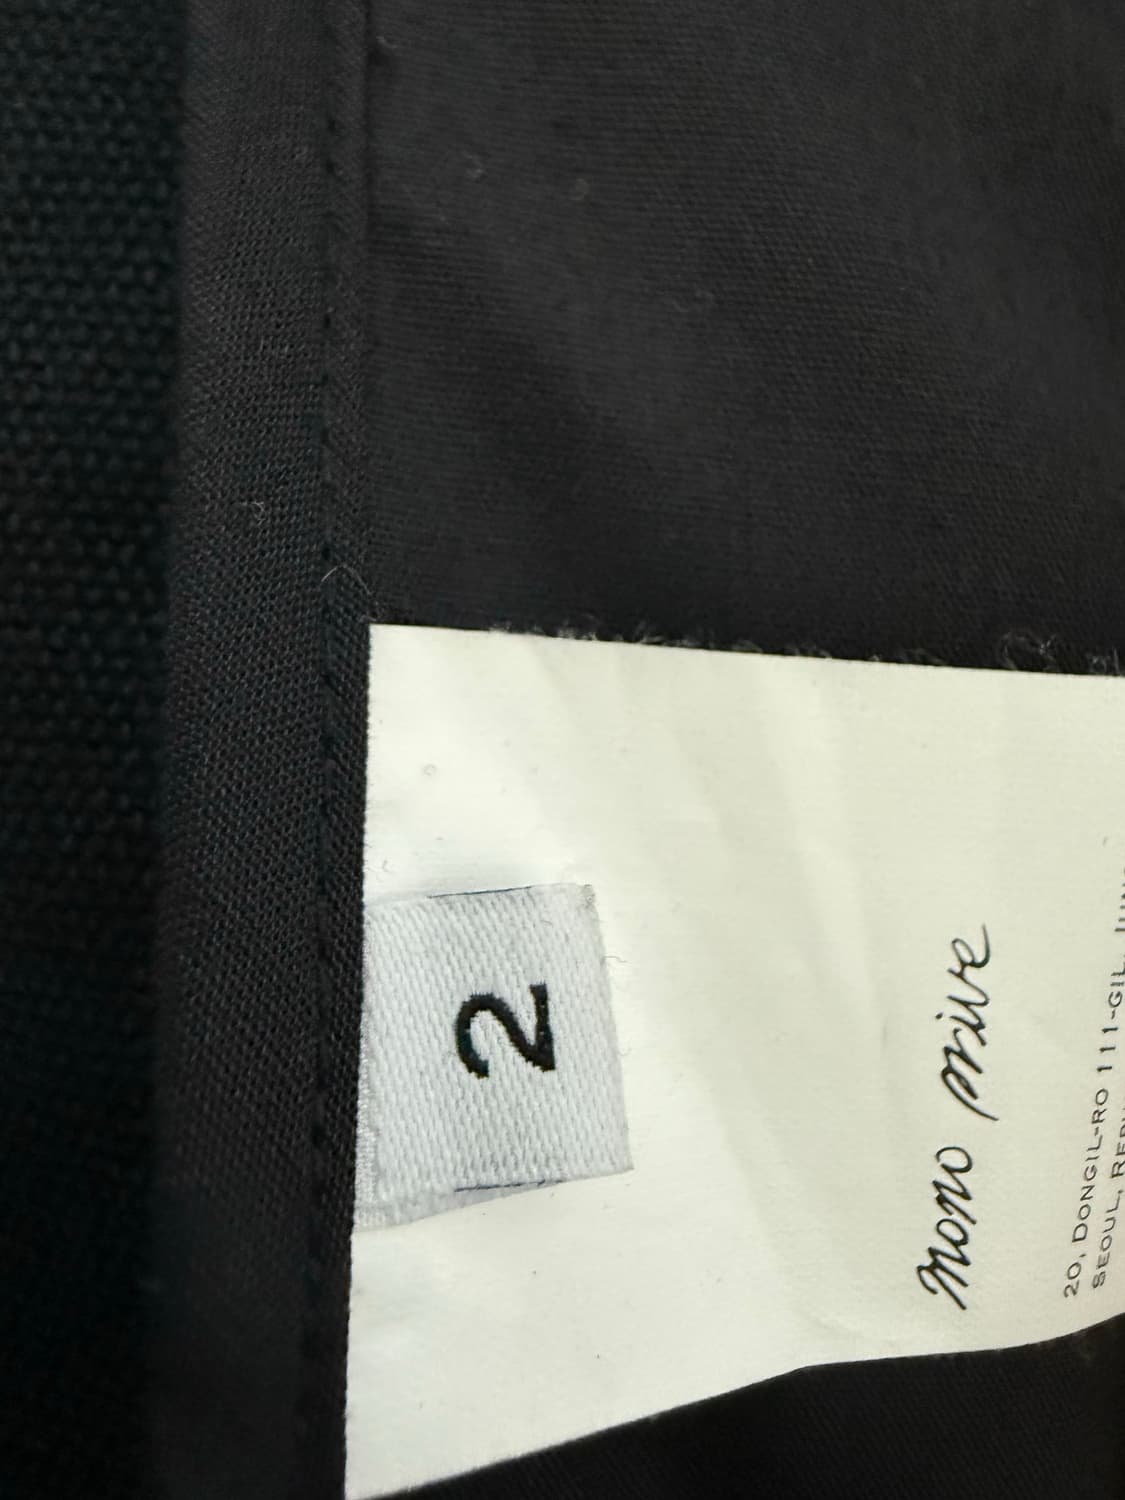 2
mono prive
20, DONGIL-RO 111-GIL,
SEOUL,